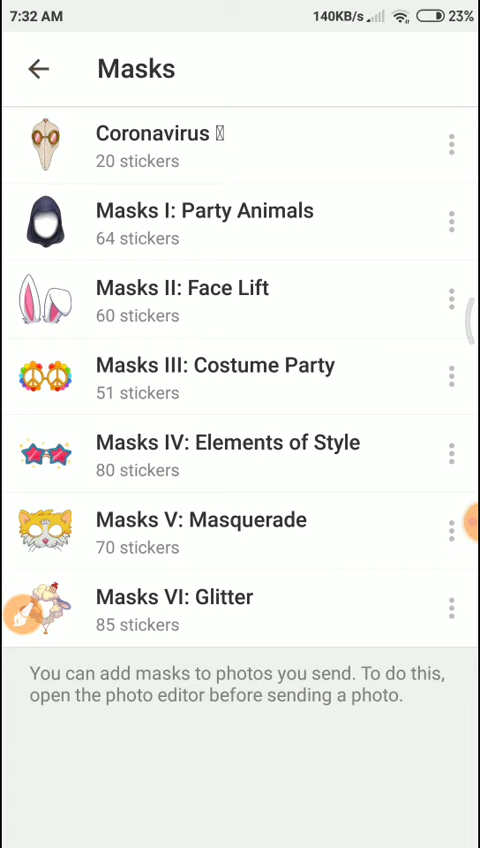 7:32 AM 140KB/s 23%
Masks
Coronavirus
20 stickers
Masks I: Party Animals
64 stickers
Masks II: Face Lift
60 stickers
Masks III: Costume Party
51 stickers
Masks IV: Elements of Style
80 stickers
Masks V: Masquerade
70 stickers
Masks VI: Glitter
85 stickers
You can add masks to photos you send. To do this,
open the photo editor before sending a photo.